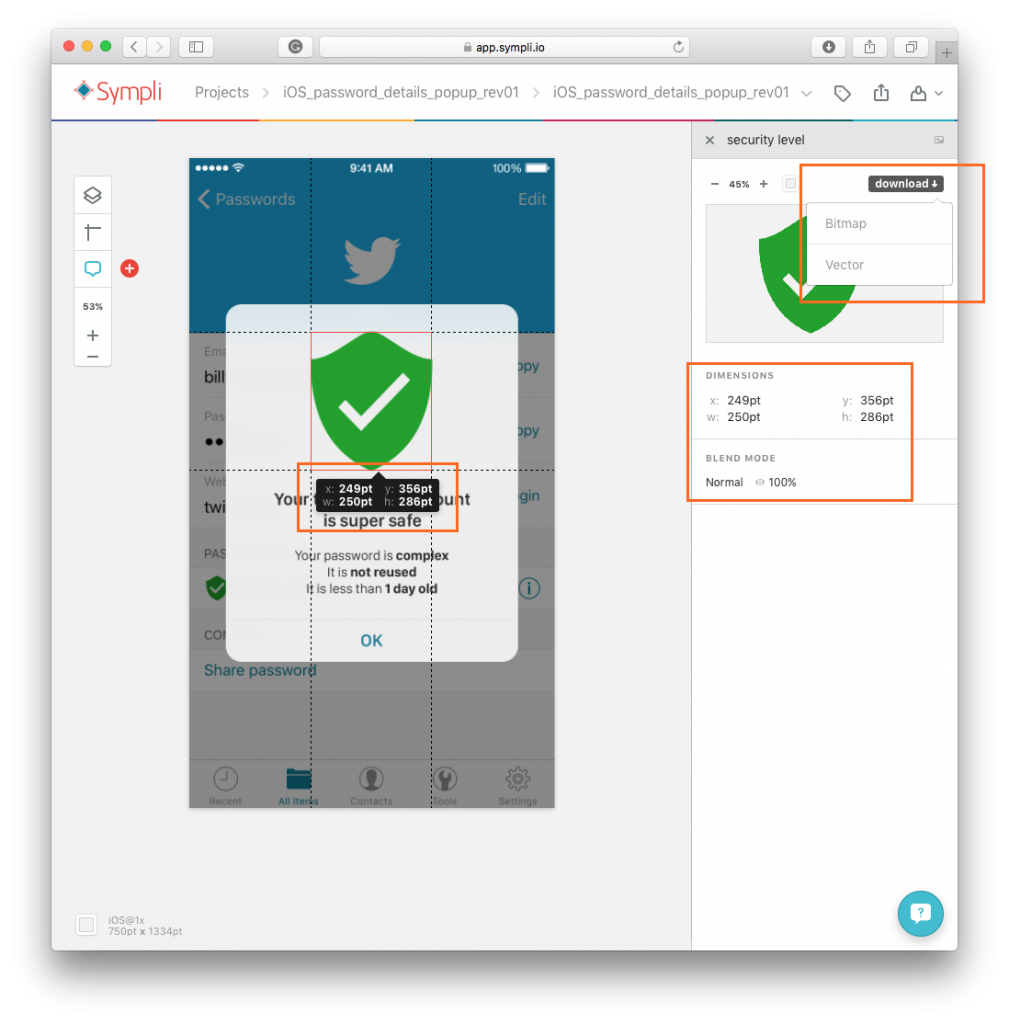 app.sympli.io
Sympli
Projects > iOS_password_details_popup_rev01 > iOS_password_details_popup_rev01
security level
45%
download
Bitmap
Vector
DIMENSIONS
x: 249pt y: 356pt
w: 250pt h: 286pt
BLEND MODE
Normal 100%
53%
9:41 AM 100%
Passwords Edit
Ema
bill
opy
Pas
opy
Web
twi
gin
x: 249pt y: 356pt
w: 250pt h: 286pt
Your t ount
is super safe
Your password is complex
It is not reused
It is less than 1 day old
PAS
CO
OK
Share password
Recent All Items Contacts Tools Settings
iOS@1x
750pt x 1334pt